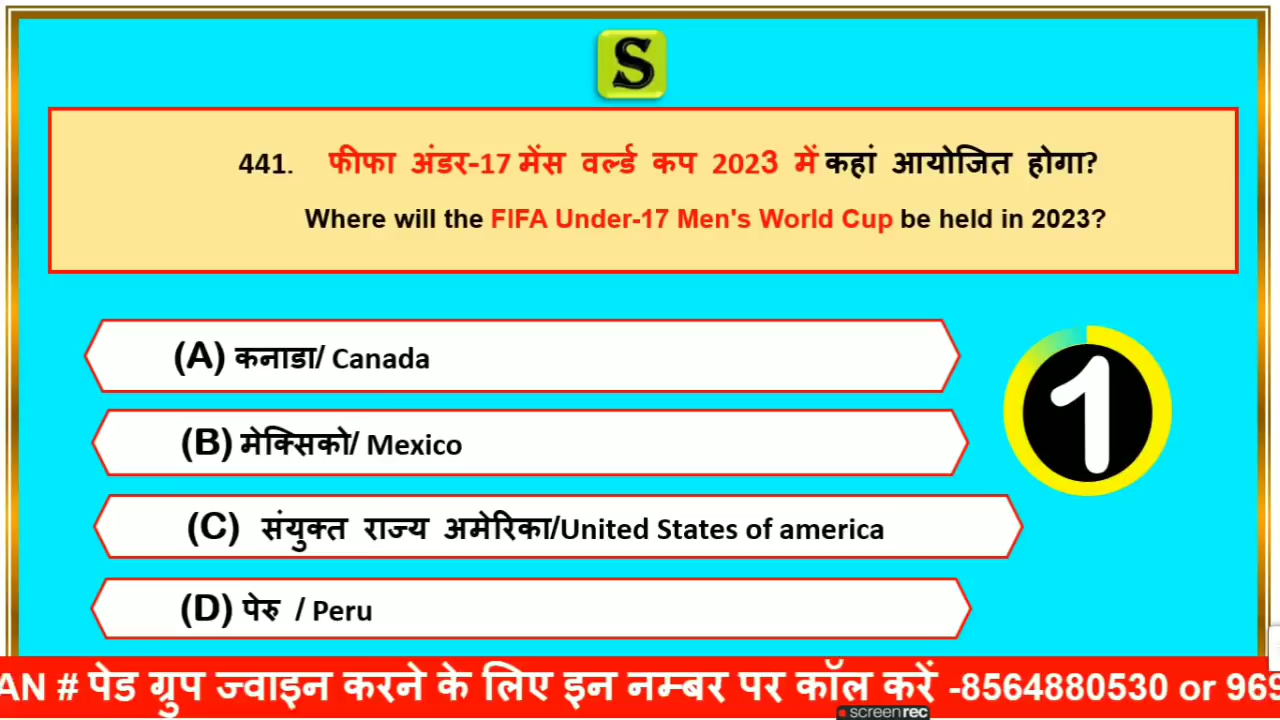 S
441. फीफा अंडर-17 मेंस वर्ल्ड कप 2023 में कहां आयोजित होगा?
Where will the FIFA Under-17 Men's World Cup be held in 2023?
(A) कनाडा/ Canada
1
(B) मेक्सिको/ Mexico
(C) संयुक्त राज्य अमेरिका/United States of america
(D) पेरु / Peru
AN # पेड ग्रुप ज्वाइन करने के लिए इन नम्बर पर कॉल करें -8564880530 or 969
screenrec